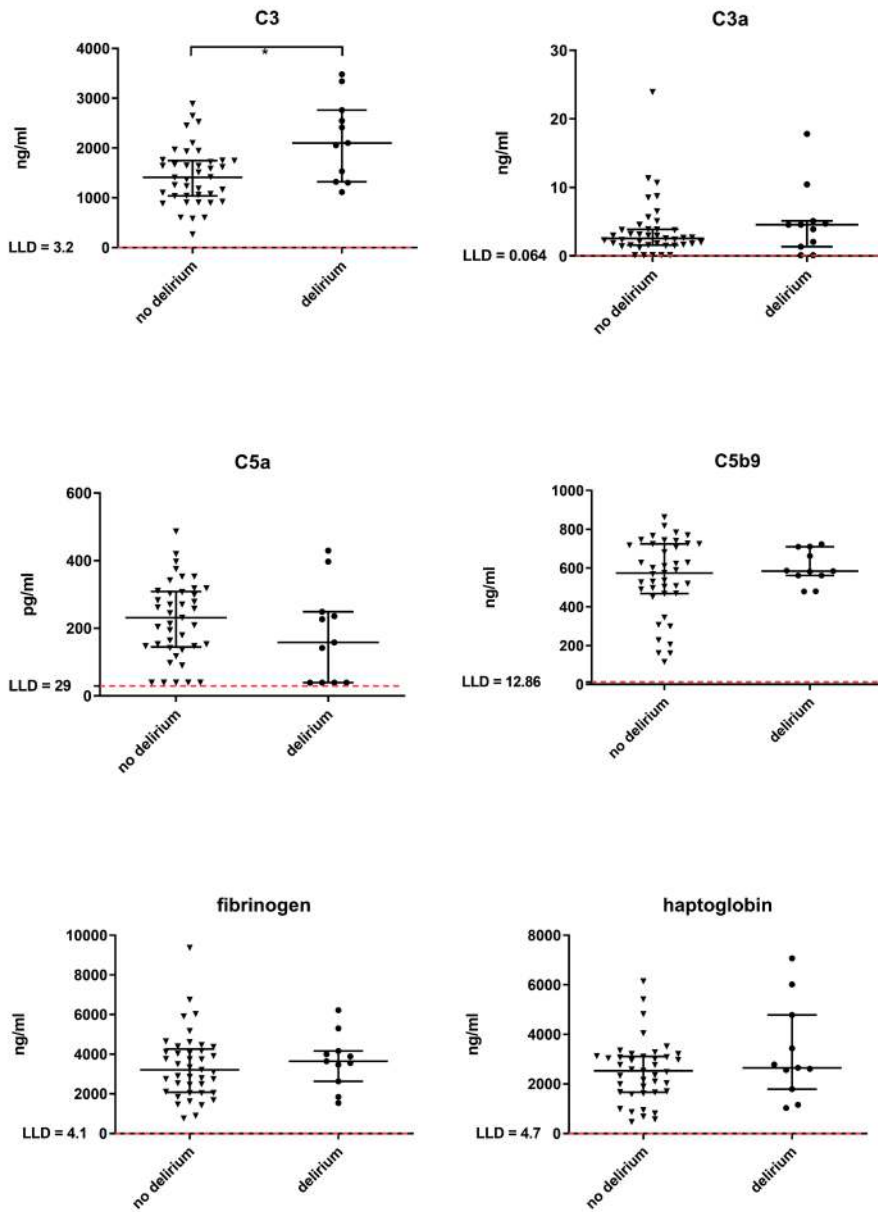 C3
4000
*
3000
2000
1000
0
ng/ml
LLD = 3.2
no delirium
delirium
C3a
30
20
10
0
ng/ml
LLD = 0.064
no delirium
delirium
C5a
600
400
200
0
pg/ml
LLD = 29
no delirium
delirium
C5b9
1000
800
600
400
200
0
ng/ml
LLD = 12.86
no delirium
delirium
fibrinogen
10000
8000
6000
4000
2000
0
ng/ml
LLD = 4.1
no delirium
delirium
haptoglobin
8000
6000
4000
2000
0
ng/ml
LLD = 4.7
no delirium
delirium